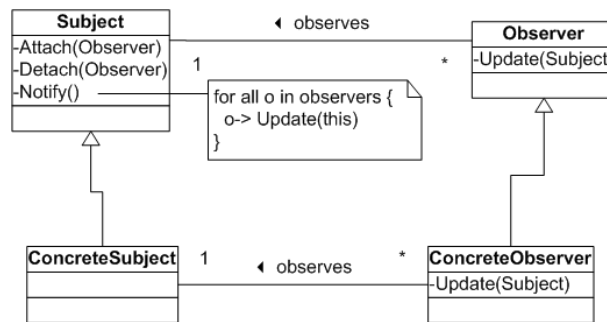 Subject
-Attach(Observer)
-Detach(Observer)
-Notify()
◄ observes
1
*
Observer
-Update(Subject
for all o in observers {
o-> Update(this)
}
ConcreteSubject
1
◄ observes
*
ConcreteObserver
-Update(Subject)